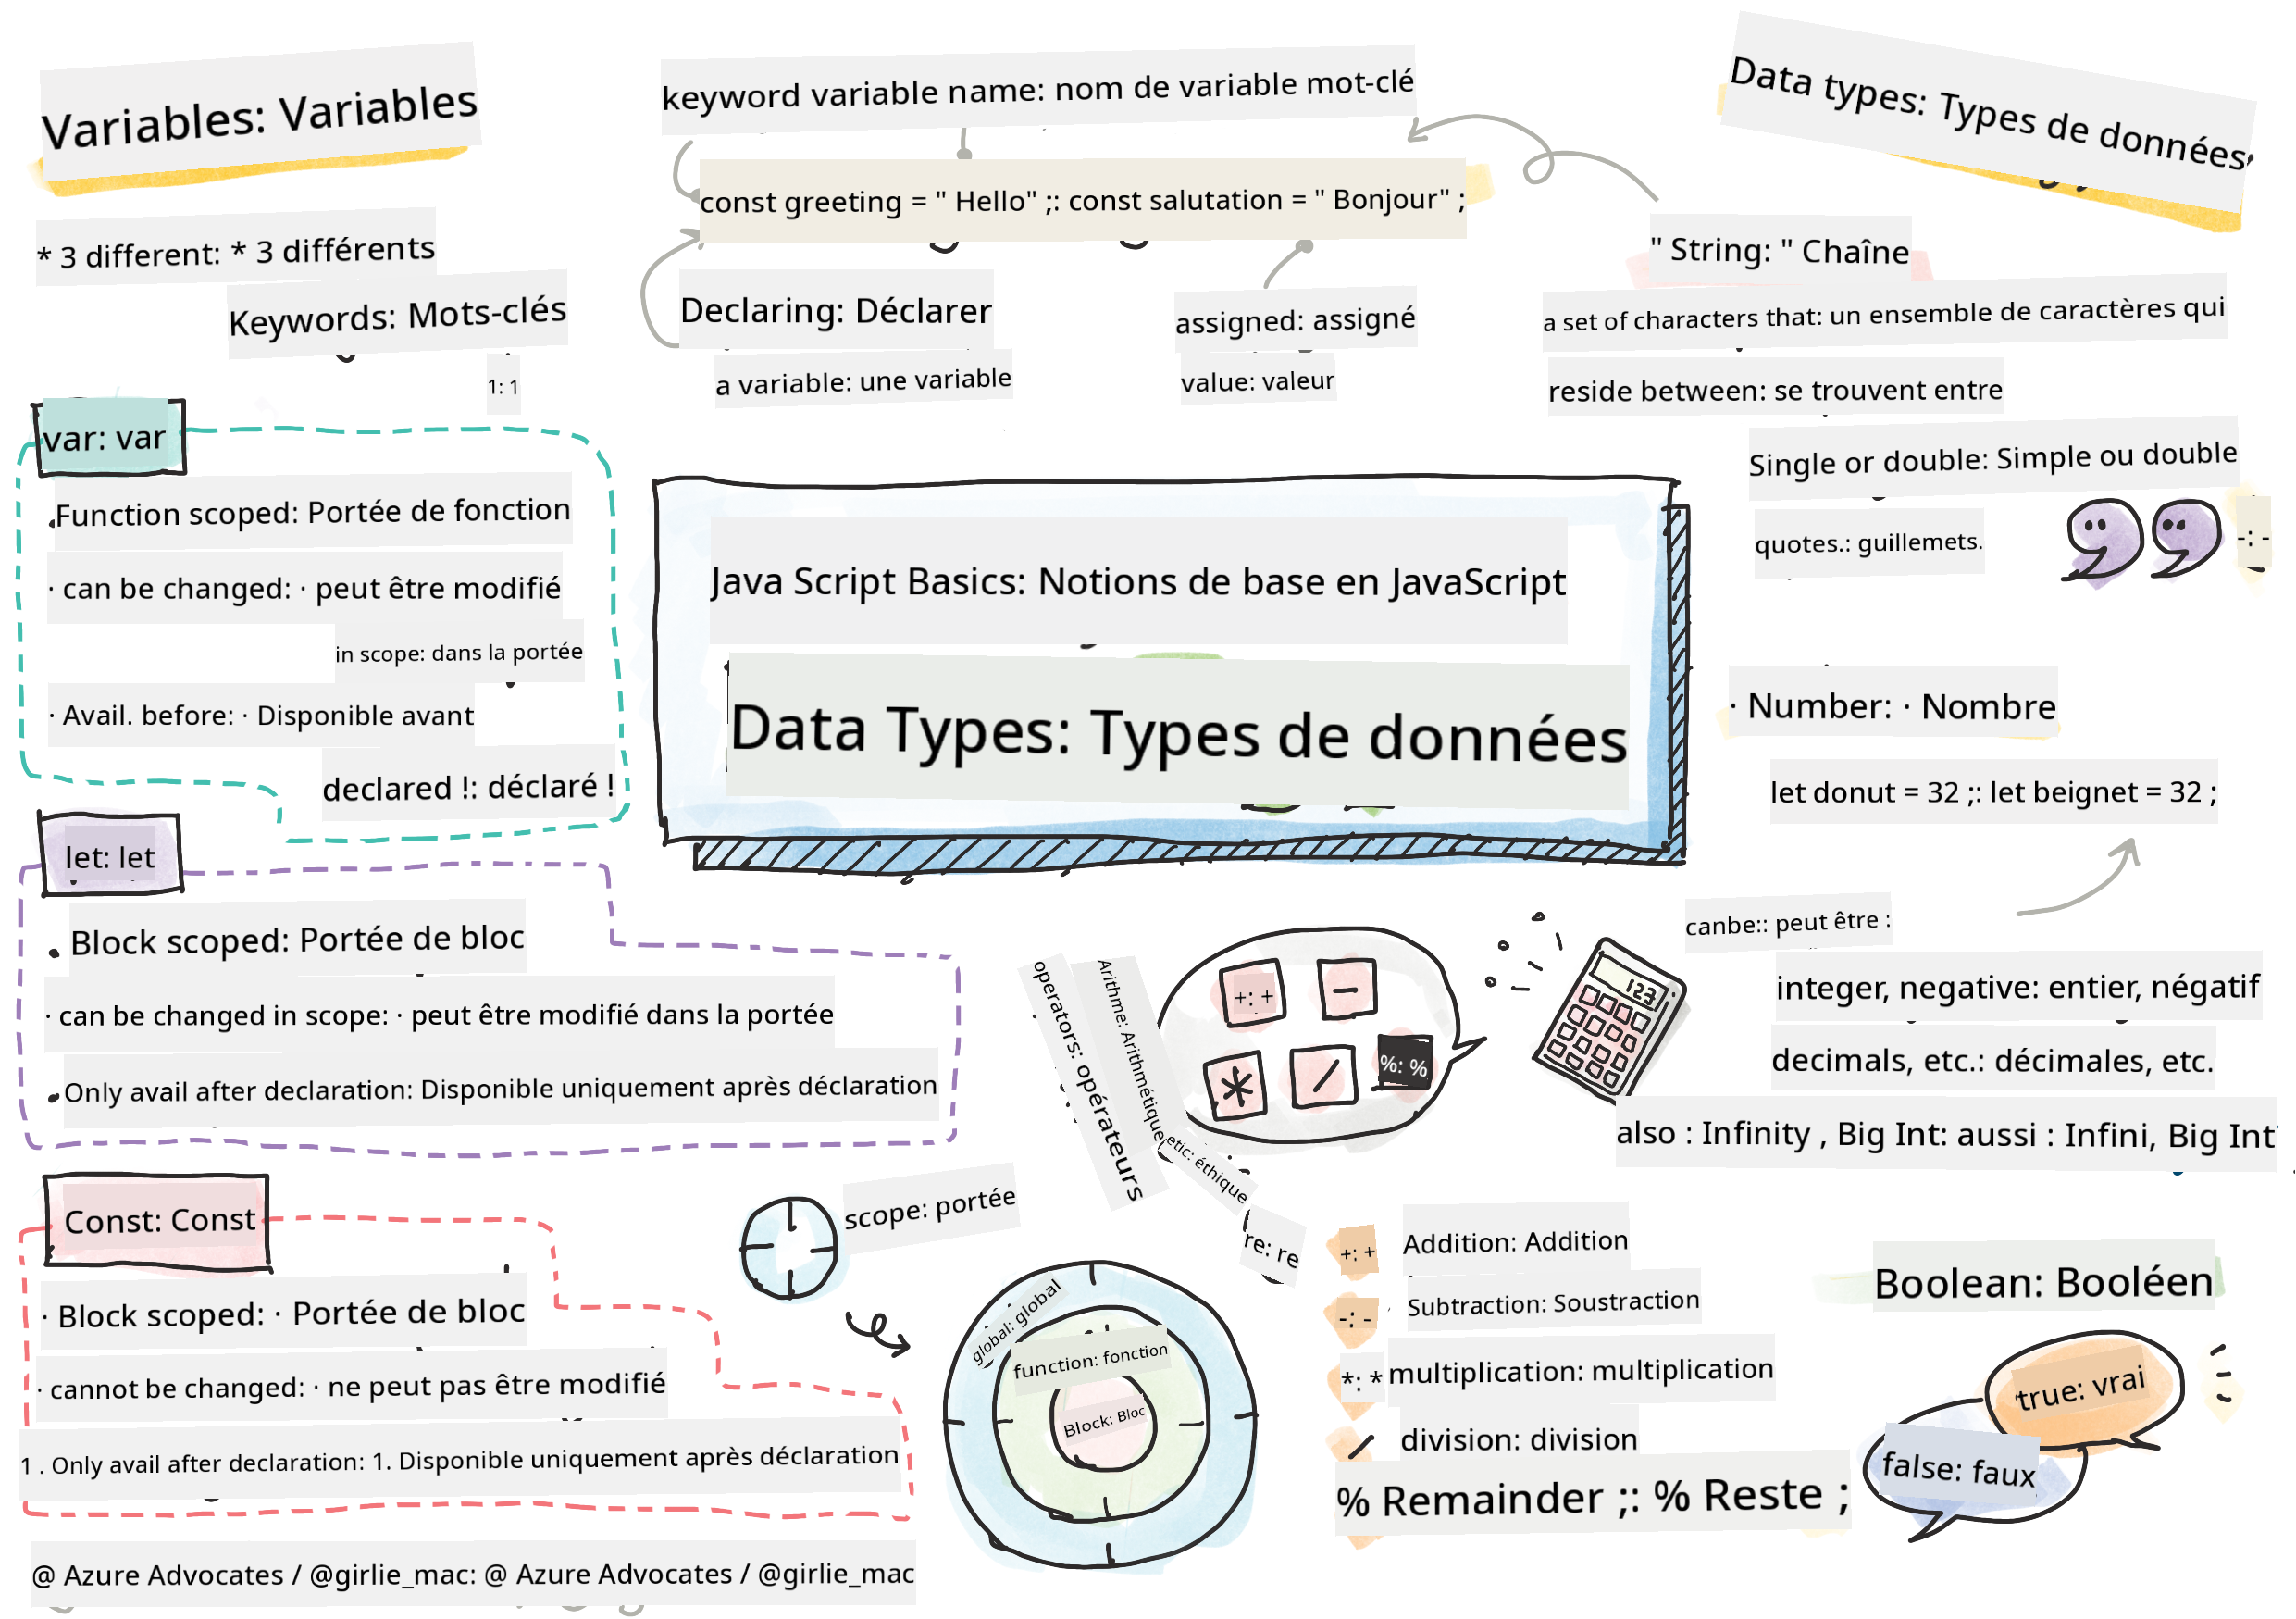 Variables: Variables
* 3 different: * 3 différents
Keywords: Mots-clés
1: 1
var: var
Function scoped: Portée de fonction
· can be changed: · peut être modifié
in scope: dans la portée
· Avail. before: · Disponible avant
declared !: déclaré !
let: let
Block scoped: Portée de bloc
· can be changed in scope: · peut être modifié dans la portée
Only avail after declaration: Disponible uniquement après déclaration
Const: Const
· Block scoped: · Portée de bloc
· cannot be changed: · ne peut pas être modifié
1 . Only avail after declaration: 1. Disponible uniquement après déclaration
@ Azure Advocates / @girlie_mac: @ Azure Advocates / @girlie_mac
keyword variable name: nom de variable mot-clé
const greeting = " Hello" ;: const salutation = " Bonjour" ;
Declaring: Déclarer
a variable: une variable
assigned: assigné
value: valeur
Java Script Basics: Notions de base en JavaScript
Data Types: Types de données
scope: portée
global: global
function: fonction
Block: Bloc
operators: opérateurs
Arithme: Arithmétique
etic: éthique
re: re
+: +
−
*
/
%: %
123
+: + Addition: Addition
-: - Subtraction: Soustraction
*: * multiplication: multiplication
/ division: division
% Remainder ;: % Reste ;
Data types: Types de données
" String: " Chaîne
a set of characters that: un ensemble de caractères qui
reside between: se trouvent entre
Single or double: Simple ou double
quotes.: guillemets.
-: -
· Number: · Nombre
let donut = 32 ;: let beignet = 32 ;
canbe:: peut être :
integer, negative: entier, négatif
decimals, etc.: décimales, etc.
also : Infinity , Big Int: aussi : Infini, Big Int
Boolean: Booléen
true: vrai
false: faux